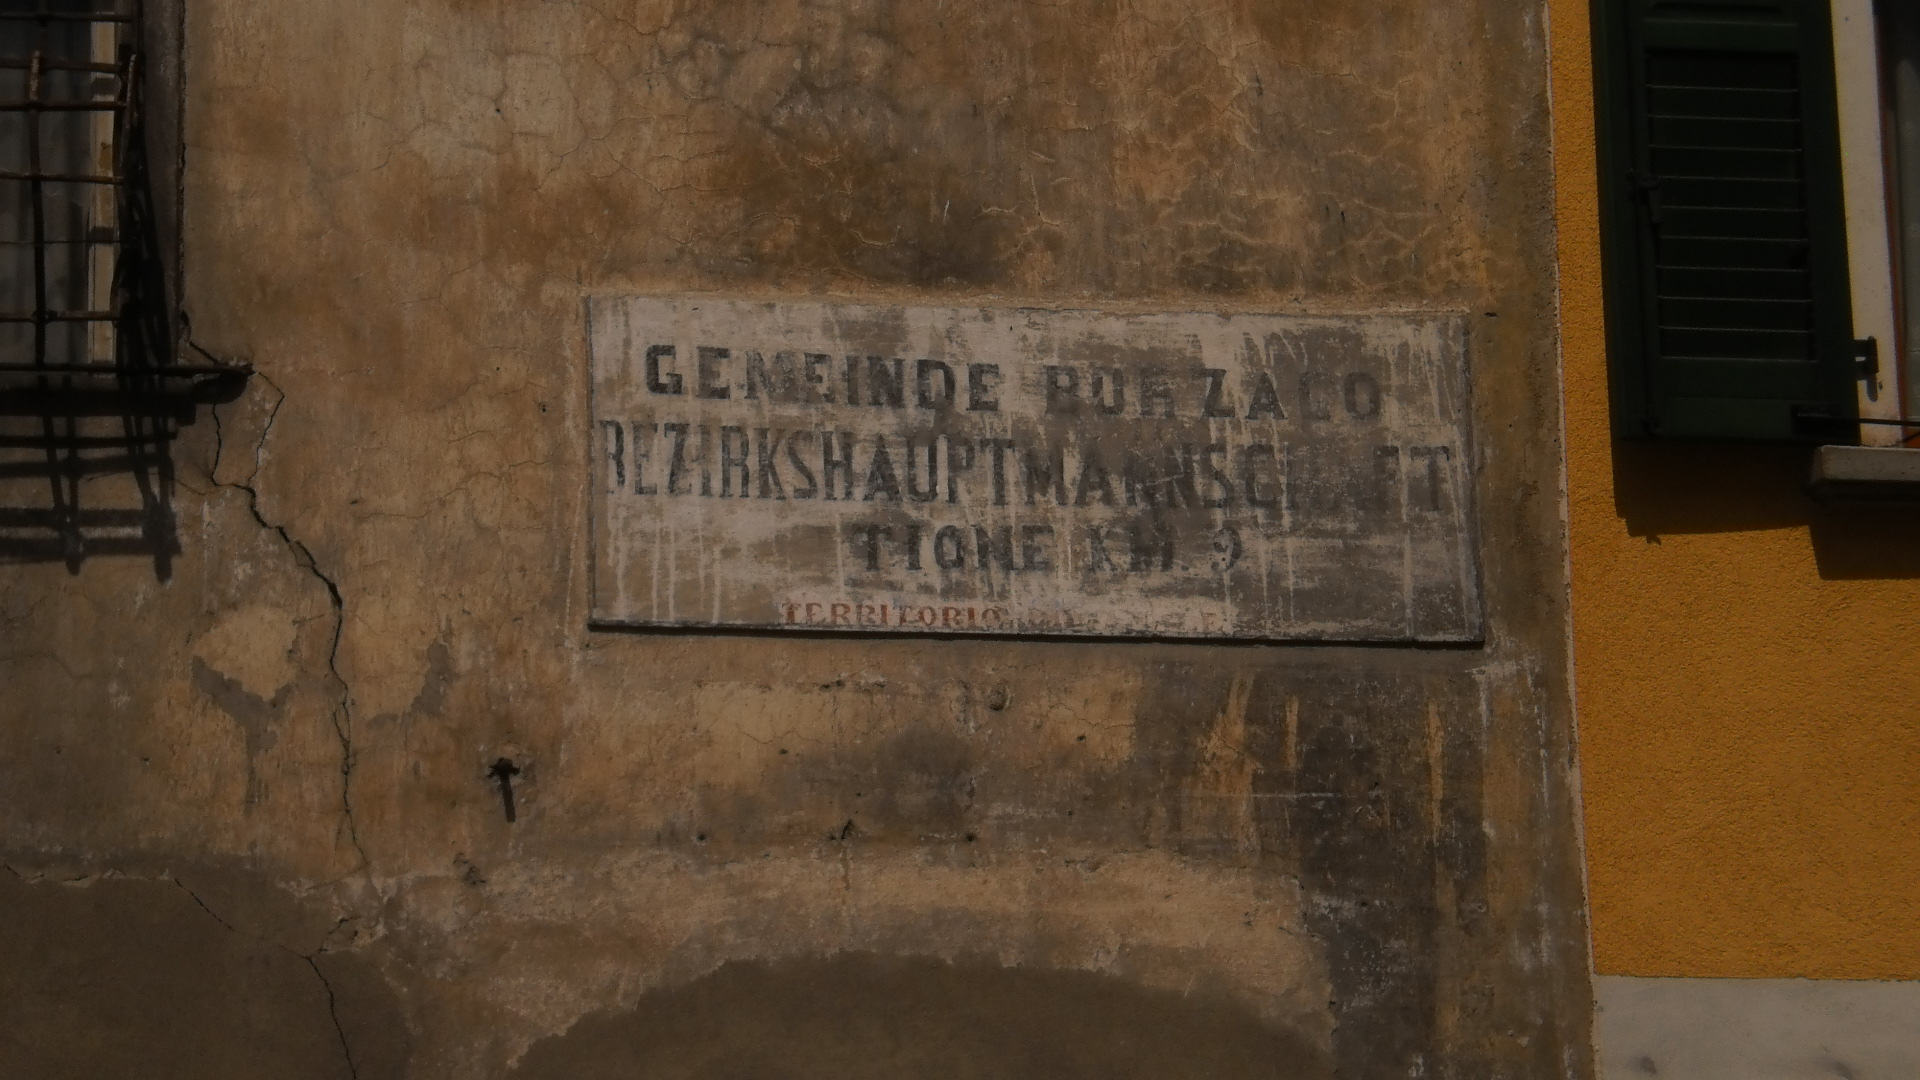 GEMEINDE BORZAGO
BEZIRKSHAUPTMANNSCHAFT
TIONE KM. 9
TERRITORIO